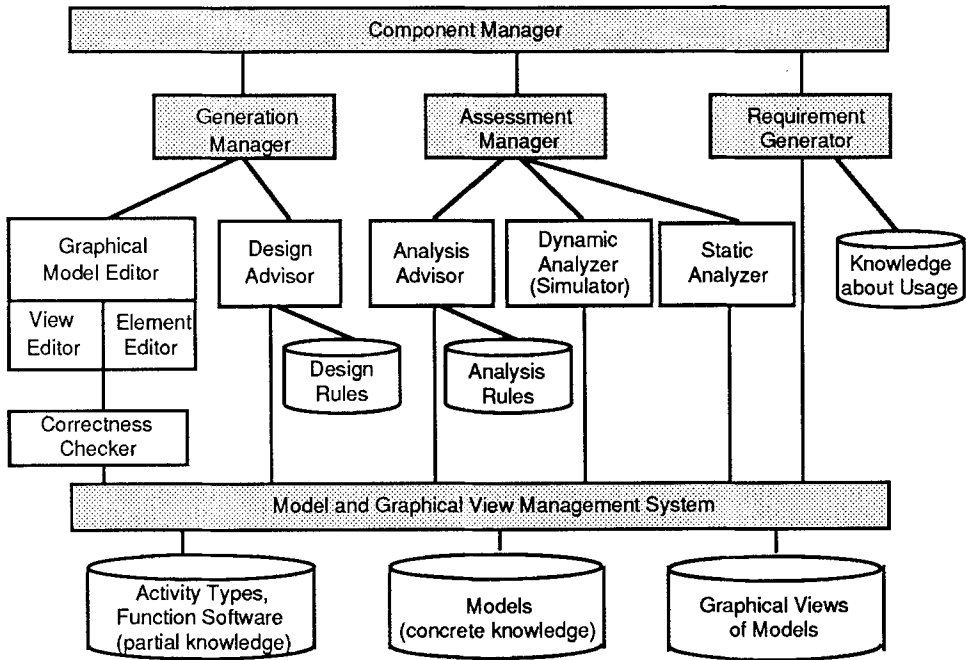 Component Manager
Generation
Manager
Assessment
Manager
Requirement
Generator
Graphical
Model Editor
View
Editor
Element
Editor
Design
Advisor
Analysis
Advisor
Dynamic
Analyzer
(Simulator)
Static
Analyzer
Knowledge
about Usage
Design
Rules
Analysis
Rules
Correctness
Checker
Model and Graphical View Management System
Activity Types,
Function Software
(partial knowledge)
Models
(concrete knowledge)
Graphical Views
of Models